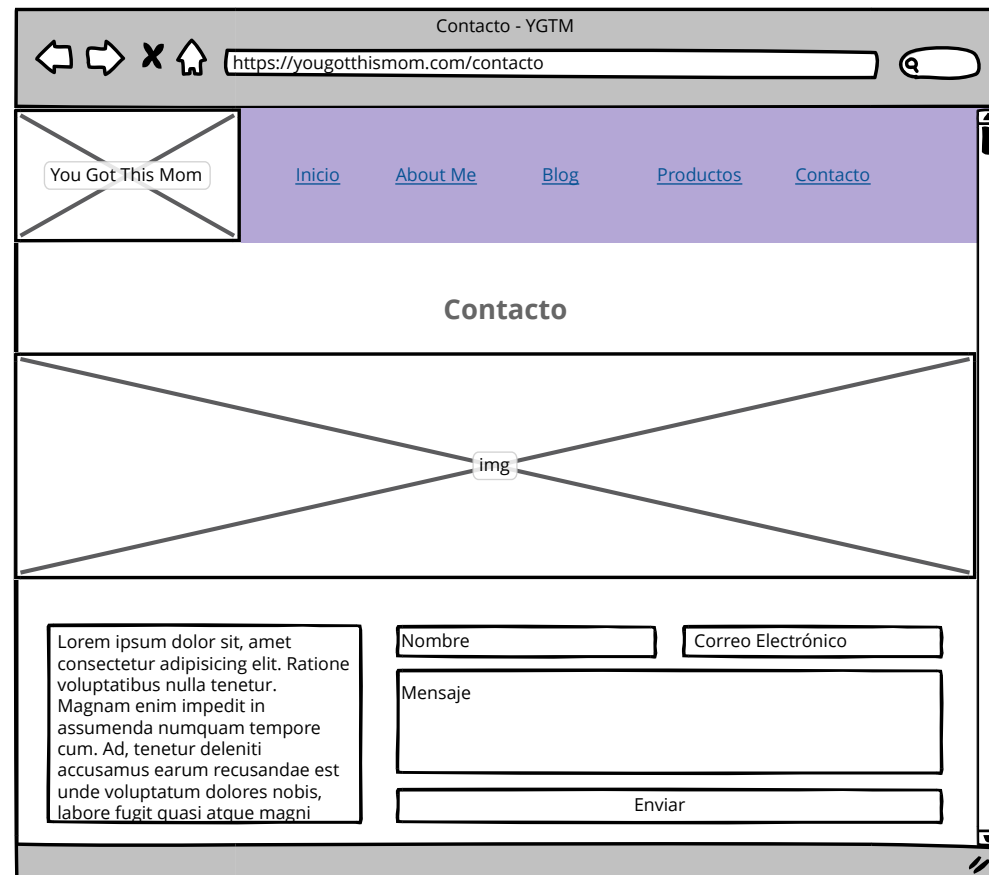 Contacto - YGTM
https://yougotthismom.com/contacto
You Got This Mom
Inicio
About Me
Blog
Productos
Contacto
Contacto
img
Lorem ipsum dolor sit, amet
consectetur adipisicing elit. Ratione
voluptatibus nulla tenetur.
Magnam enim impedit in
assumenda numquam tempore
cum. Ad, tenetur deleniti
accusamus earum recusandae est
unde voluptatum dolores nobis,
labore fugit quasi atque magni
Nombre
Correo Electrónico
Mensaje
Enviar